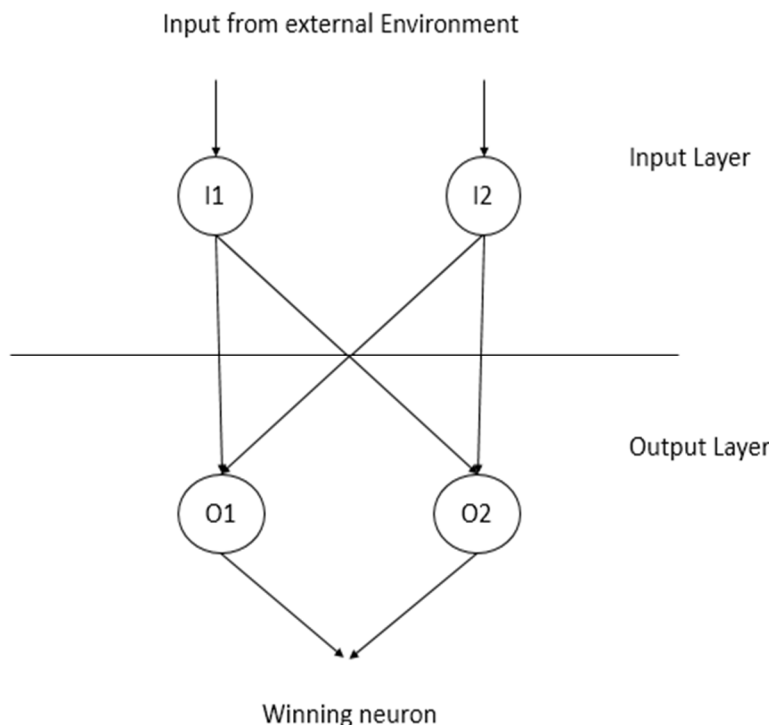 Input from external Environment
Input Layer
I1
I2
Output Layer
O1
O2
Winning neuron